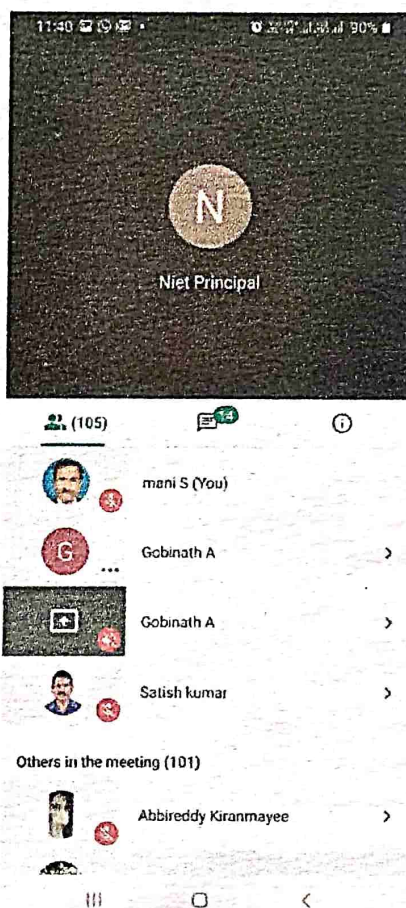 11:40
90%
N
Niet Principal
(105)
14
mani S (You)
G
Gobinath A
Gobinath A
Satish kumar
Others in the meeting (101)
Abbireddy Kiranmayee